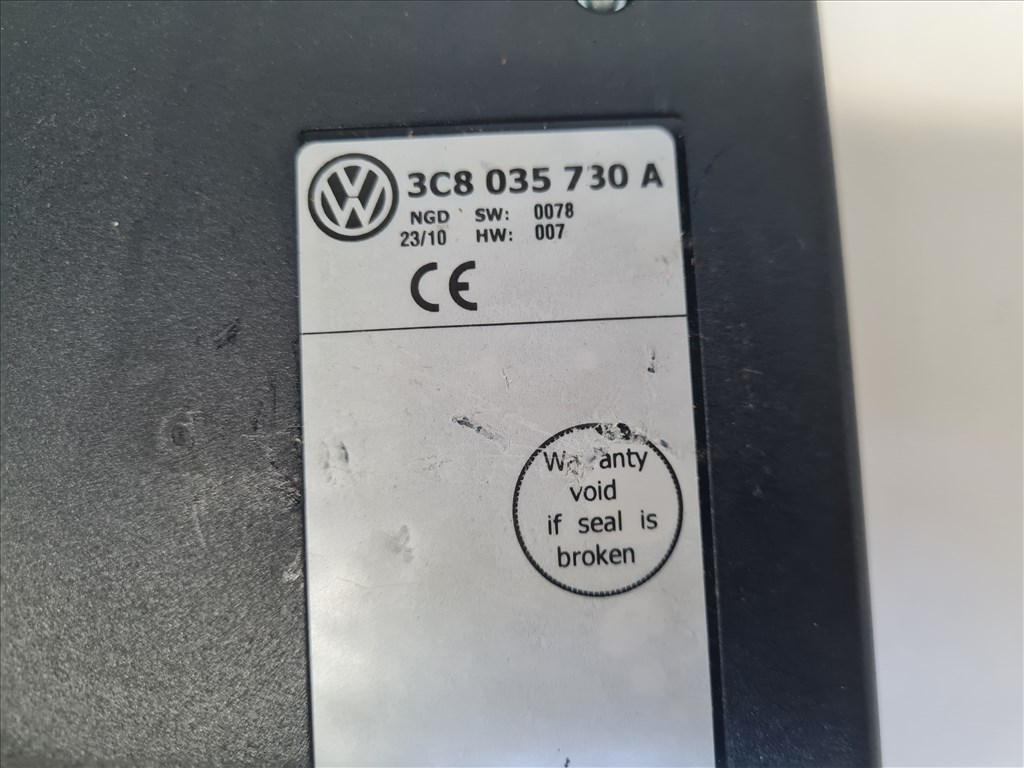 3C8 035 730 A
NGD SW: 0078
23/10 HW: 007
CE
Warranty
void
if seal is
broken